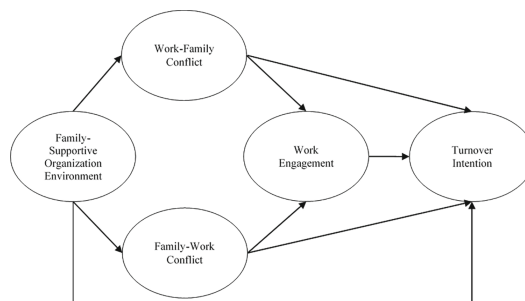 Work-Family
Conflict
Family-
Supportive
Organization
Environment
Work
Engagement
Turnover
Intention
Family-Work
Conflict